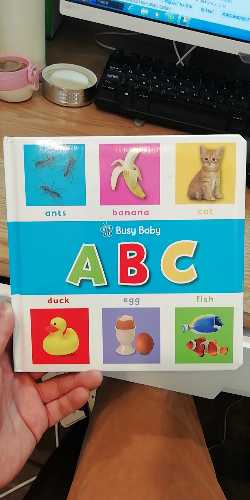 ants banana cat
Busy Baby
ABC
duck egg fish